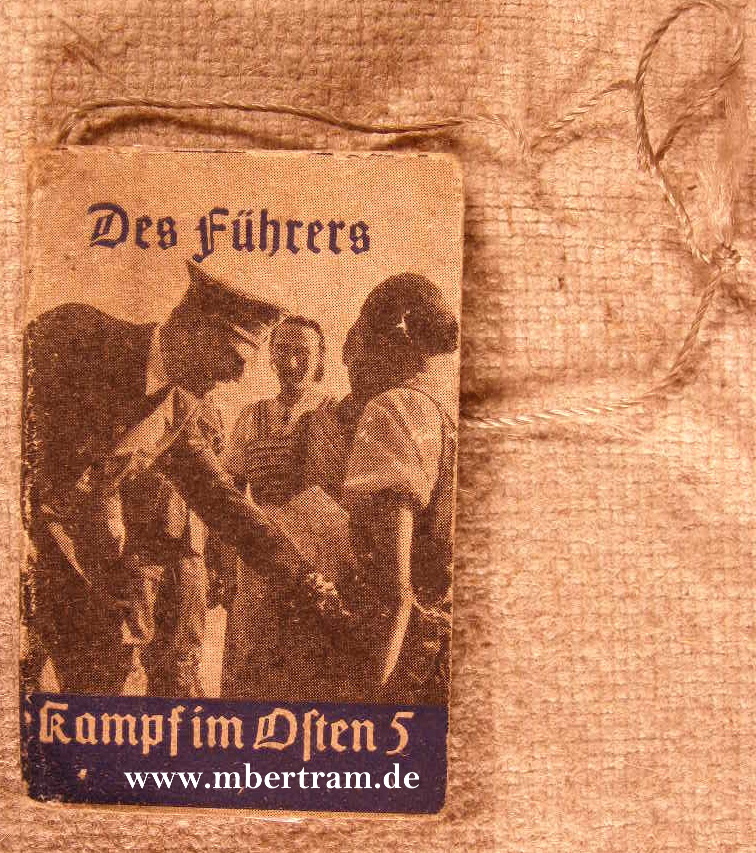 Des Führers
Kampf im Osten 5
www.mbertram.de